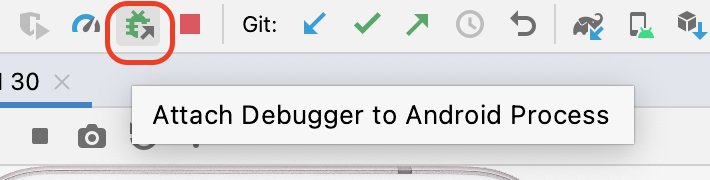 Git:
30
Attach Debugger to Android Process